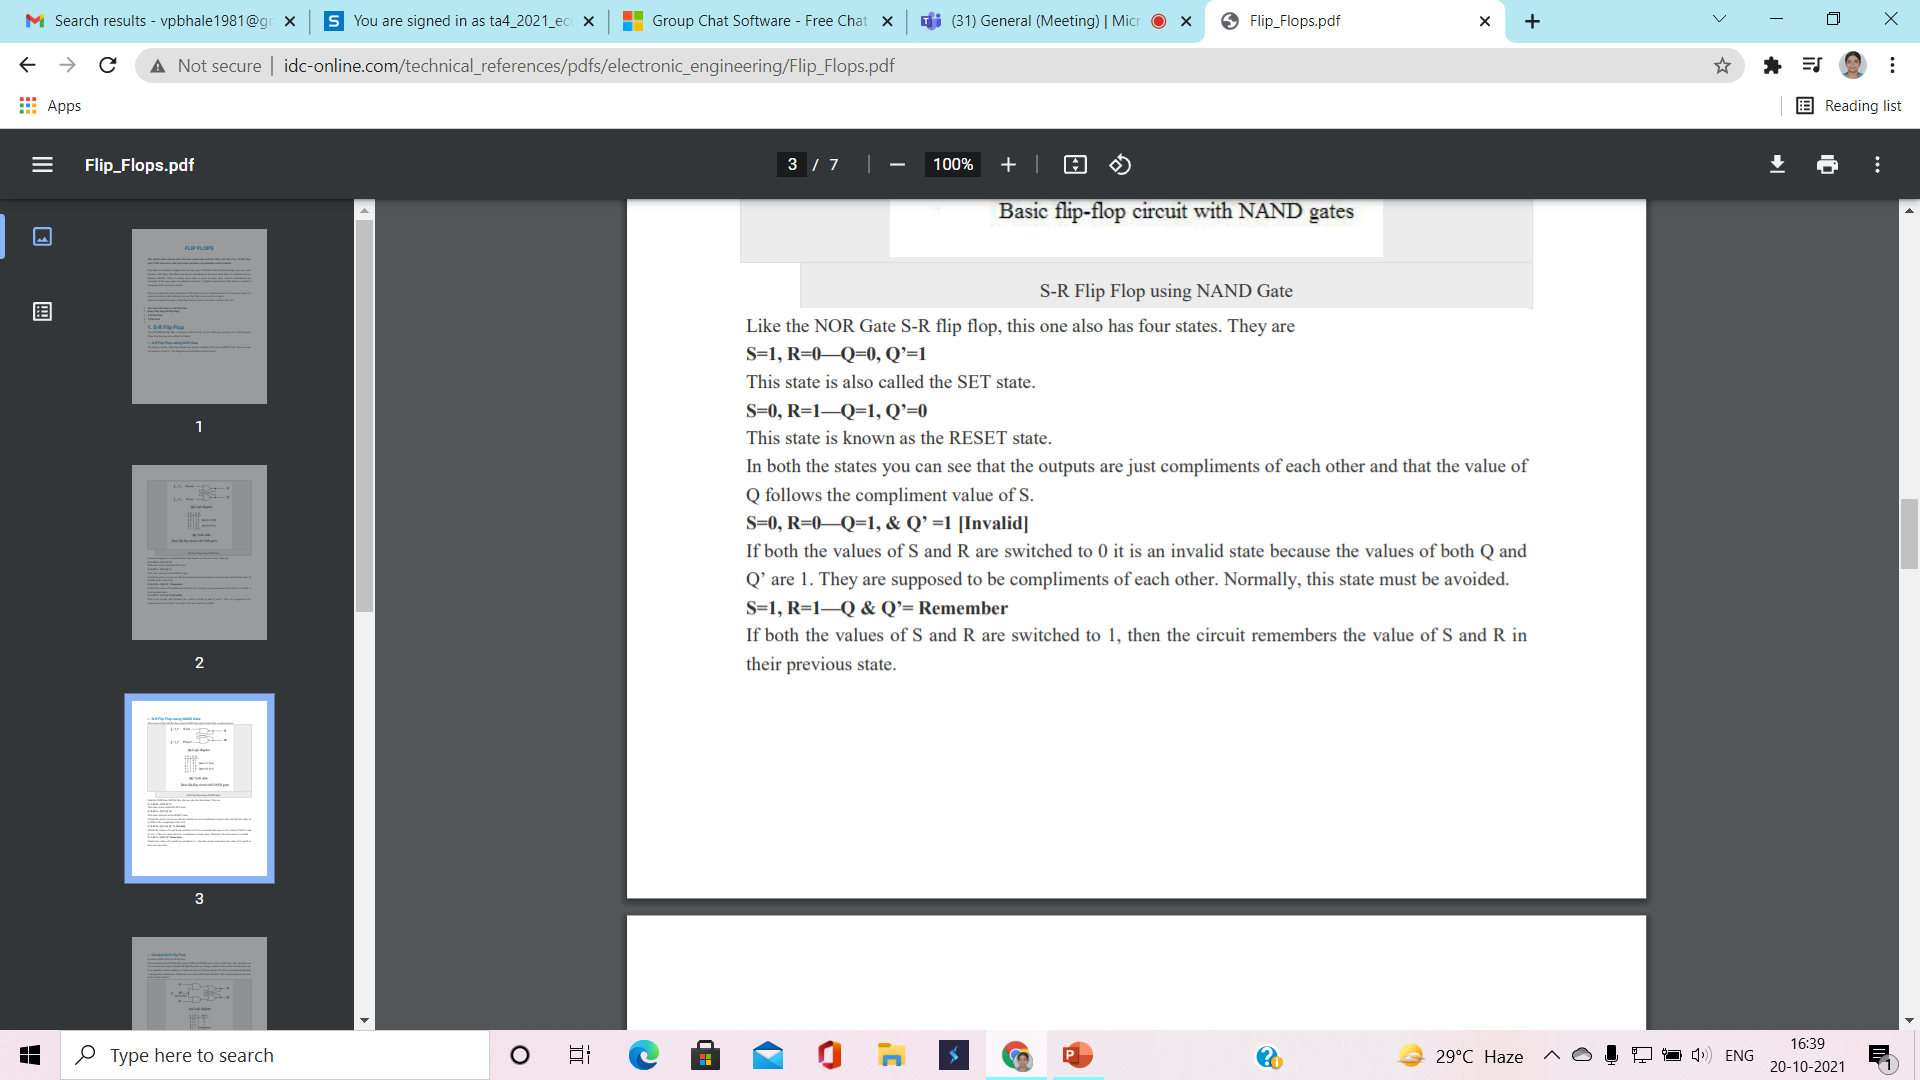 Search results - vpbhale1981@gr
You are signed in as ta4_2021_ec
Group Chat Software - Free Chat
(31) General (Meeting) | Micr
Flip_Flops.pdf
Not secure | idc-online.com/technical_references/pdfs/electronic_engineering/Flip_Flops.pdf
Apps
Reading list
Flip_Flops.pdf
3 / 7
100%
Basic flip-flop circuit with NAND gates
S-R Flip Flop using NAND Gate
Like the NOR Gate S-R flip flop, this one also has four states. They are
S=1, R=0—Q=0, Q’=1
This state is also called the SET state.
S=0, R=1—Q=1, Q’=0
This state is known as the RESET state.
In both the states you can see that the outputs are just compliments of each other and that the value of
Q follows the compliment value of S.
S=0, R=0—Q=1, & Q’ =1 [Invalid]
If both the values of S and R are switched to 0 it is an invalid state because the values of both Q and
Q’ are 1. They are supposed to be compliments of each other. Normally, this state must be avoided.
S=1, R=1—Q & Q’= Remember
If both the values of S and R are switched to 1, then the circuit remembers the value of S and R in
their previous state.
FLIP FLOPS
1. S-R Flip Flop
1
2
3
Type here to search
29°C Haze
ENG
16:39
20-10-2021
1